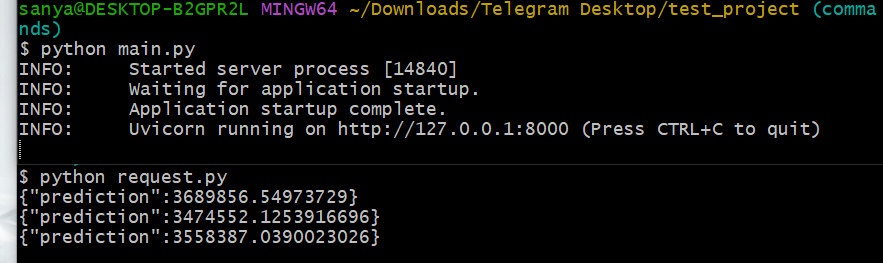 sanya@DESKTOP-B2GPR2L MINGW64 ~/Downloads/Telegram Desktop/test_project (comma
nds)
$ python main.py
INFO:     Started server process [14840]
INFO:     Waiting for application startup.
INFO:     Application startup complete.
INFO:     Uvicorn running on http://127.0.0.1:8000 (Press CTRL+C to quit)
$ python request.py
{"prediction":3689856.54973729}
{"prediction":3474552.1253916696}
{"prediction":3558387.0390023026}